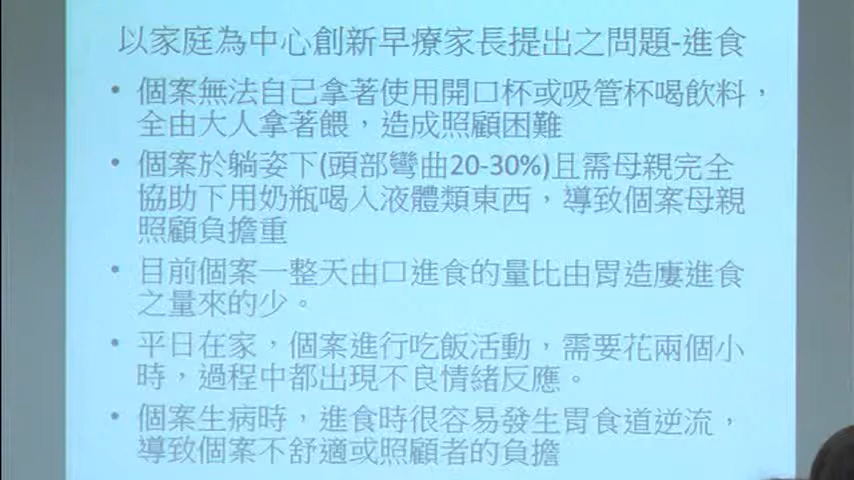 以家庭為中心創新早療家長提出之問題-進食
• 個案無法自己拿著使用開口杯或吸管杯喝飲料，
全由大人拿著餵，造成照顧困難
• 個案於躺姿下(頭部彎曲20-30%)且需母親完全
協助下用奶瓶喝入液體類東西，導致個案母親
照顧負擔重
• 目前個案一整天由口進食的量比由胃造廔進食
之量來的少。
• 平日在家，個案進行吃飯活動，需要花兩個小
時，過程中都出現不良情緒反應。
• 個案生病時，進食時很容易發生胃食道逆流，
導致個案不舒適或照顧者的負擔